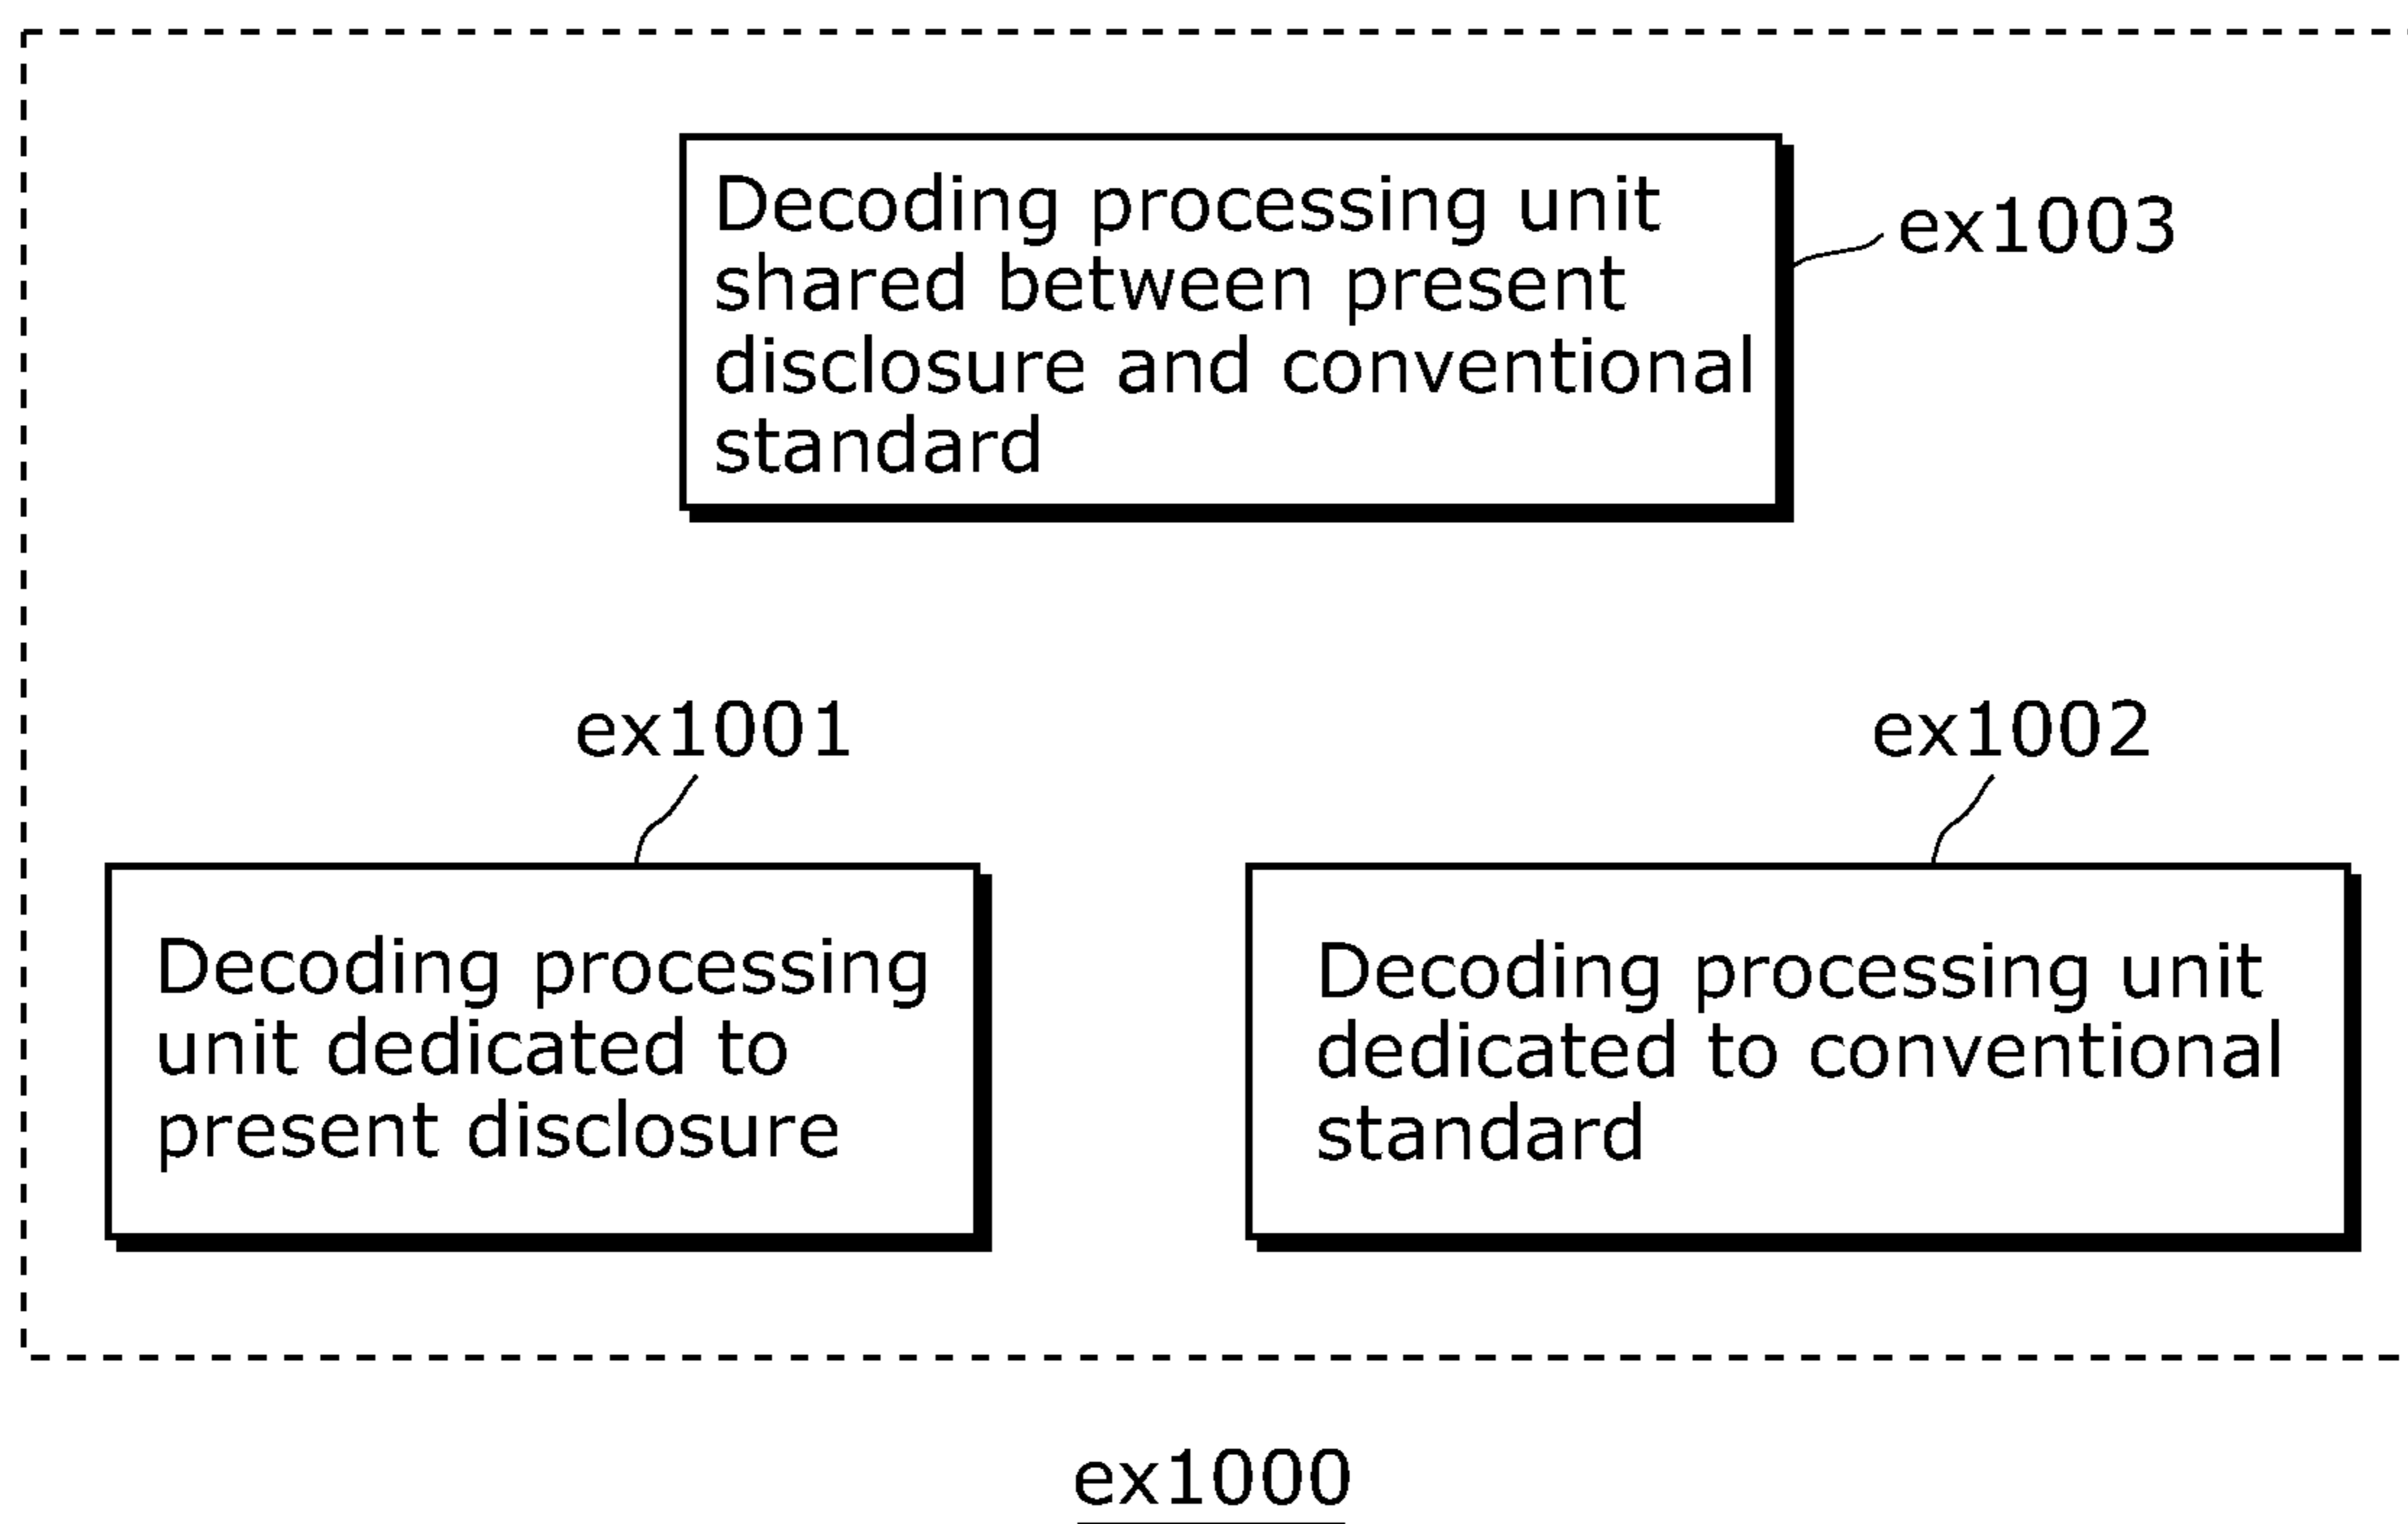 Decoding processing unit
shared between present
disclosure and conventional
standard
ex1003
ex1001
ex1002
Decoding processing
unit dedicated to
present disclosure
Decoding processing unit
dedicated to conventional
standard
ex1000